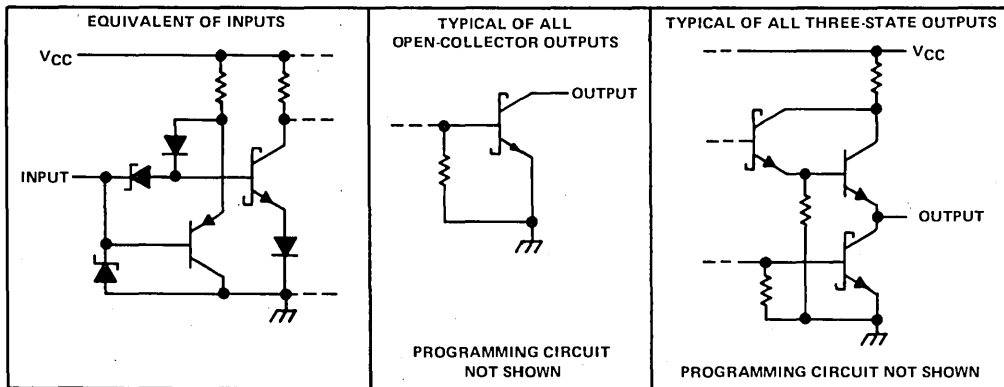 EQUIVALENT OF INPUTS
VCC
INPUT
TYPICAL OF ALL
OPEN-COLLECTOR OUTPUTS
OUTPUT
PROGRAMMING CIRCUIT
NOT SHOWN
TYPICAL OF ALL THREE-STATE OUTPUTS
VCC
OUTPUT
PROGRAMMING CIRCUIT NOT SHOWN